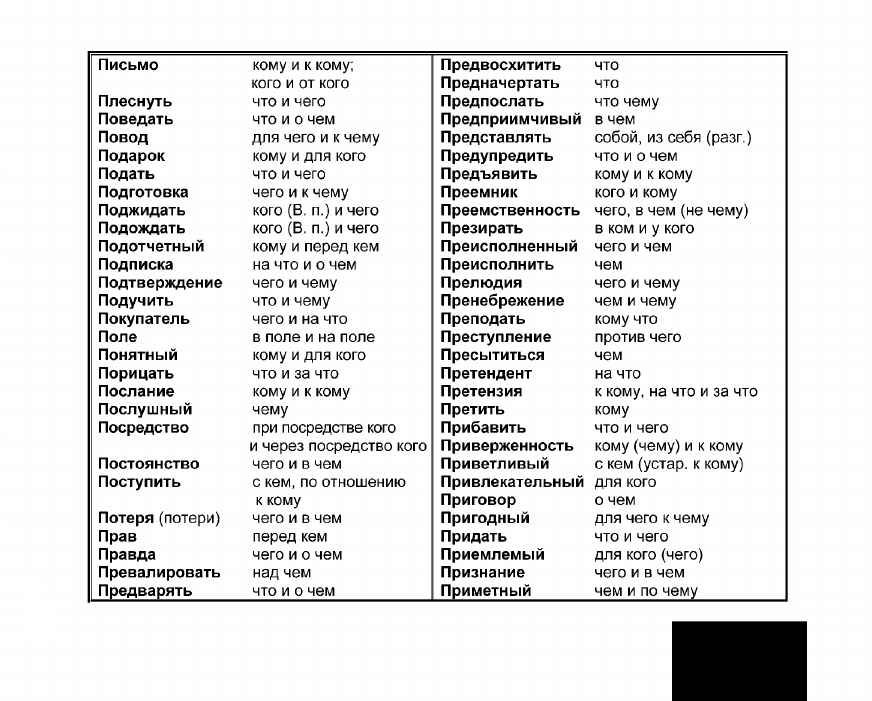 Письмо кому и к кому;
кого и от кого
Плеснуть что и чего
Поведать что и о чем
Повод для чего и к чему
Подарок кому и для кого
Подать что и чего
Подготовка чего и к чему
Поджидать кого (В. п.) и чего
Подождать кого (В. п.) и чего
Подотчетный кому и перед кем
Подписка на что и о чем
Подтверждение чего и чему
Подучить что и чему
Покупатель чего и на что
Поле в поле и на поле
Понятный кому и для кого
Порицать что и за что
Послание кому и к кому
Послушный чему
Посредство при посредстве кого
и через посредство кого
Постоянство чего и в чем
Поступить с кем, по отношению
к кому
Потеря (потери) чего и в чем
Прав перед кем
Правда чего и о чем
Превалировать над чем
Предварять что и о чем
Предвосхитить что
Предначертать что
Предпослать что чему
Предприимчивый в чем
Представлять собой, из себя (разг.)
Предупредить что и о чем
Предъявить кому и к кому
Преемник кого и кому
Преемственность чего, в чем (не чему)
Презирать в ком и у кого
Преисполненный чего и чем
Преисполнить чем
Прелюдия чего и чему
Пренебрежение чем и чему
Преподать кому что
Преступление против чего
Пресытиться чем
Претендент на что
Претензия к кому, на что и за что
Претить кому
Прибавить что и чего
Приверженность кому (чему) и к кому
Приветливый с кем (устар. к кому)
Привлекательный для кого
Приговор о чем
Пригодный для чего к чему
Придать что и чего
Приемлемый для кого (чего)
Признание чего и в чем
Приметный чем и по чему